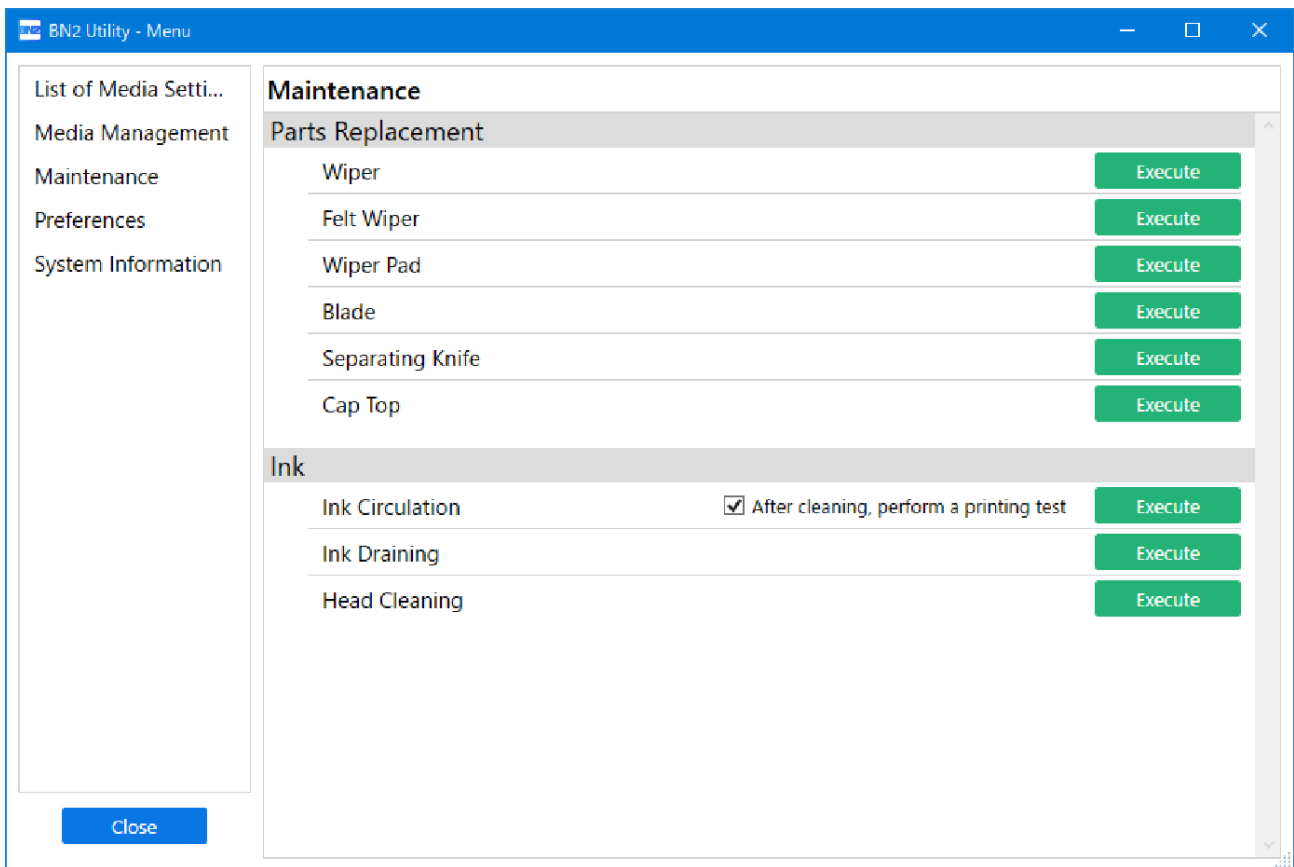 BN2 Utility - Menu
List of Media Setti...
Media Management
Maintenance
Preferences
System Information
Close
Maintenance
Parts Replacement
Wiper Execute
Felt Wiper Execute
Wiper Pad Execute
Blade Execute
Separating Knife Execute
Cap Top Execute
Ink
Ink Circulation After cleaning, perform a printing test Execute
Ink Draining Execute
Head Cleaning Execute